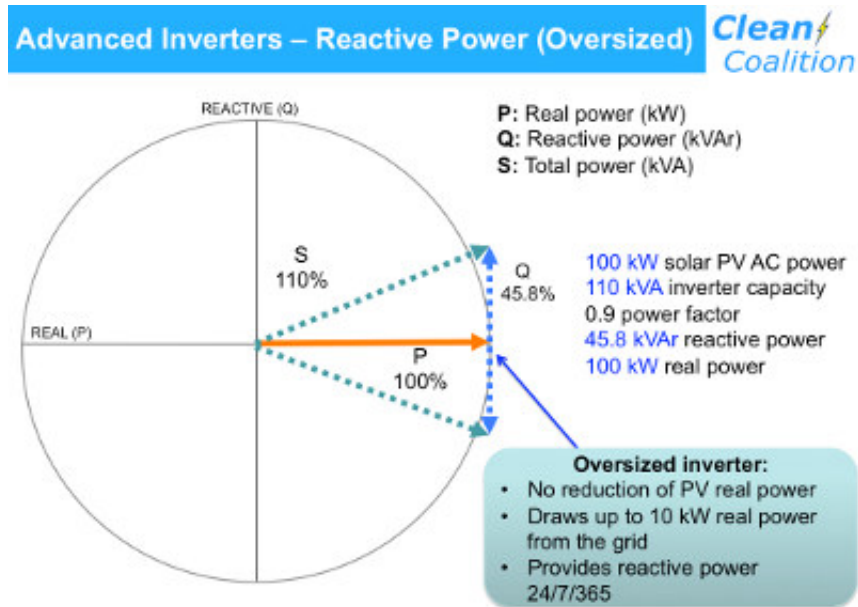 Advanced Inverters – Reactive Power (Oversized)
Clean
Coalition
REACTIVE (Q)
P: Real power (kW)
Q: Reactive power (kVAr)
S: Total power (kVA)
S
110%
Q
45.8%
100 kW solar PV AC power
110 kVA inverter capacity
0.9 power factor
45.8 kVAr reactive power
100 kW real power
REAL (P)
P
100%
Oversized inverter:
• No reduction of PV real power
• Draws up to 10 kW real power
from the grid
• Provides reactive power
24/7/365